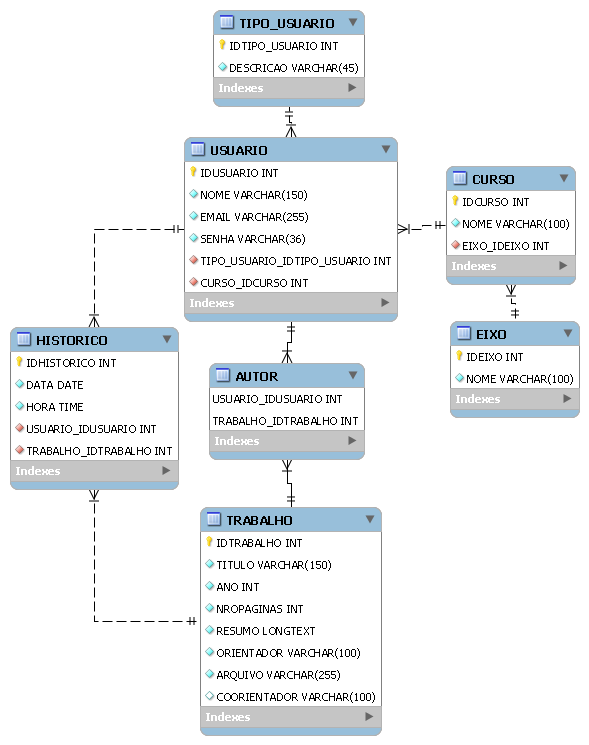 TIPO_USUARIO
IDTIPO_USUARIO INT
DESCRICAO VARCHAR(45)
Indexes
USUARIO
IDUSUARIO INT
NOME VARCHAR(150)
EMAIL VARCHAR(255)
SENHA VARCHAR(36)
TIPO_USUARIO_IDTIPO_USUARIO INT
CURSO_IDCURSO INT
Indexes
CURSO
IDCURSO INT
NOME VARCHAR(100)
EIXO_IDEIXO INT
Indexes
EIXO
IDEIXO INT
NOME VARCHAR(100)
Indexes
HISTORICO
IDHISTORICO INT
DATA DATE
HORA TIME
USUARIO_IDUSUARIO INT
TRABALHO_IDTRABALHO INT
Indexes
AUTOR
USUARIO_IDUSUARIO INT
TRABALHO_IDTRABALHO INT
Indexes
TRABALHO
IDTRABALHO INT
TITULO VARCHAR(150)
ANO INT
NROPAGINAS INT
RESUMO LONGTEXT
ORIENTADOR VARCHAR(100)
ARQUIVO VARCHAR(255)
COORIENTADOR VARCHAR(100)
Indexes